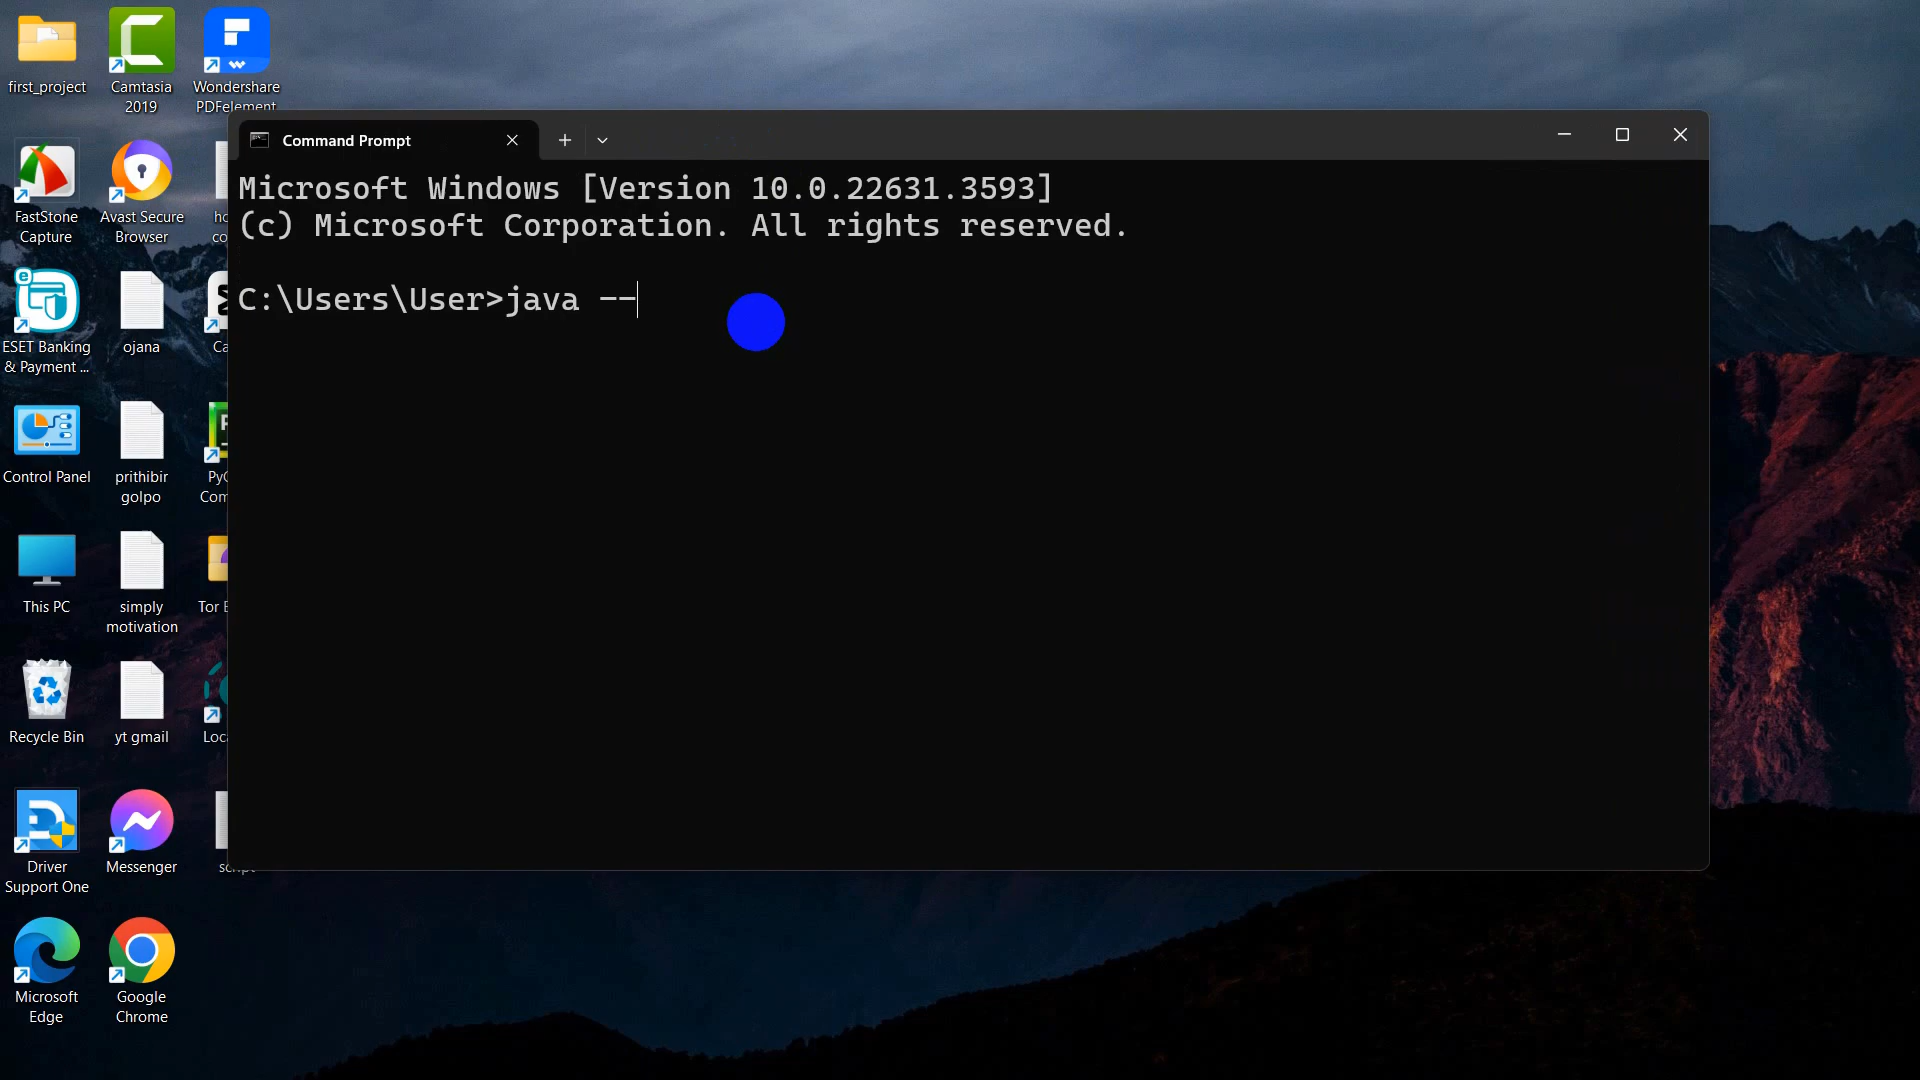 first_project
Camtasia
2019
Wondershare
PDFelement
Command Prompt
Microsoft Windows [Version 10.0.22631.3593]
(c) Microsoft Corporation. All rights reserved.
C:\Users\User>java --
FastStone
Capture
Avast Secure
Browser
ESET Banking
& Payment ...
ojana
Control Panel
prithibir
golpo
This PC
simply
motivation
Tor
Recycle Bin
yt gmail
Driver
Support One
Messenger
script
Microsoft
Edge
Google
Chrome